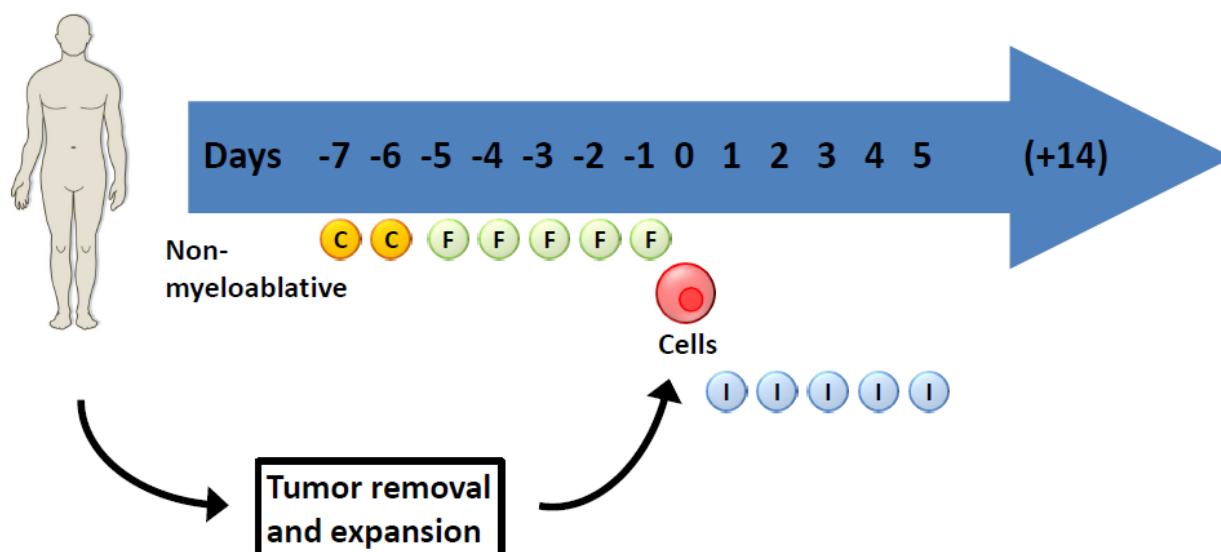 Days -7 -6 -5 -4 -3 -2 -1 0 1 2 3 4 5 (+14)
C C F F F F F
Non-
myeloablative
Cells
I I I I I
Tumor removal
and expansion